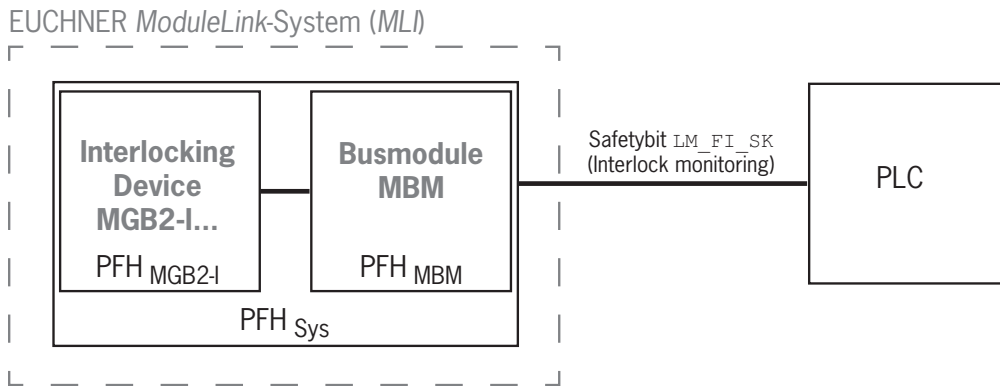 EUCHNER ModuleLink-System (MLI)
Interlocking
Device
MGB2-I...
PFH MGB2-I
Busmodule
MBM
PFH MBM
PFH Sys
Safetybit LM_FI_SK
(Interlock monitoring)
PLC